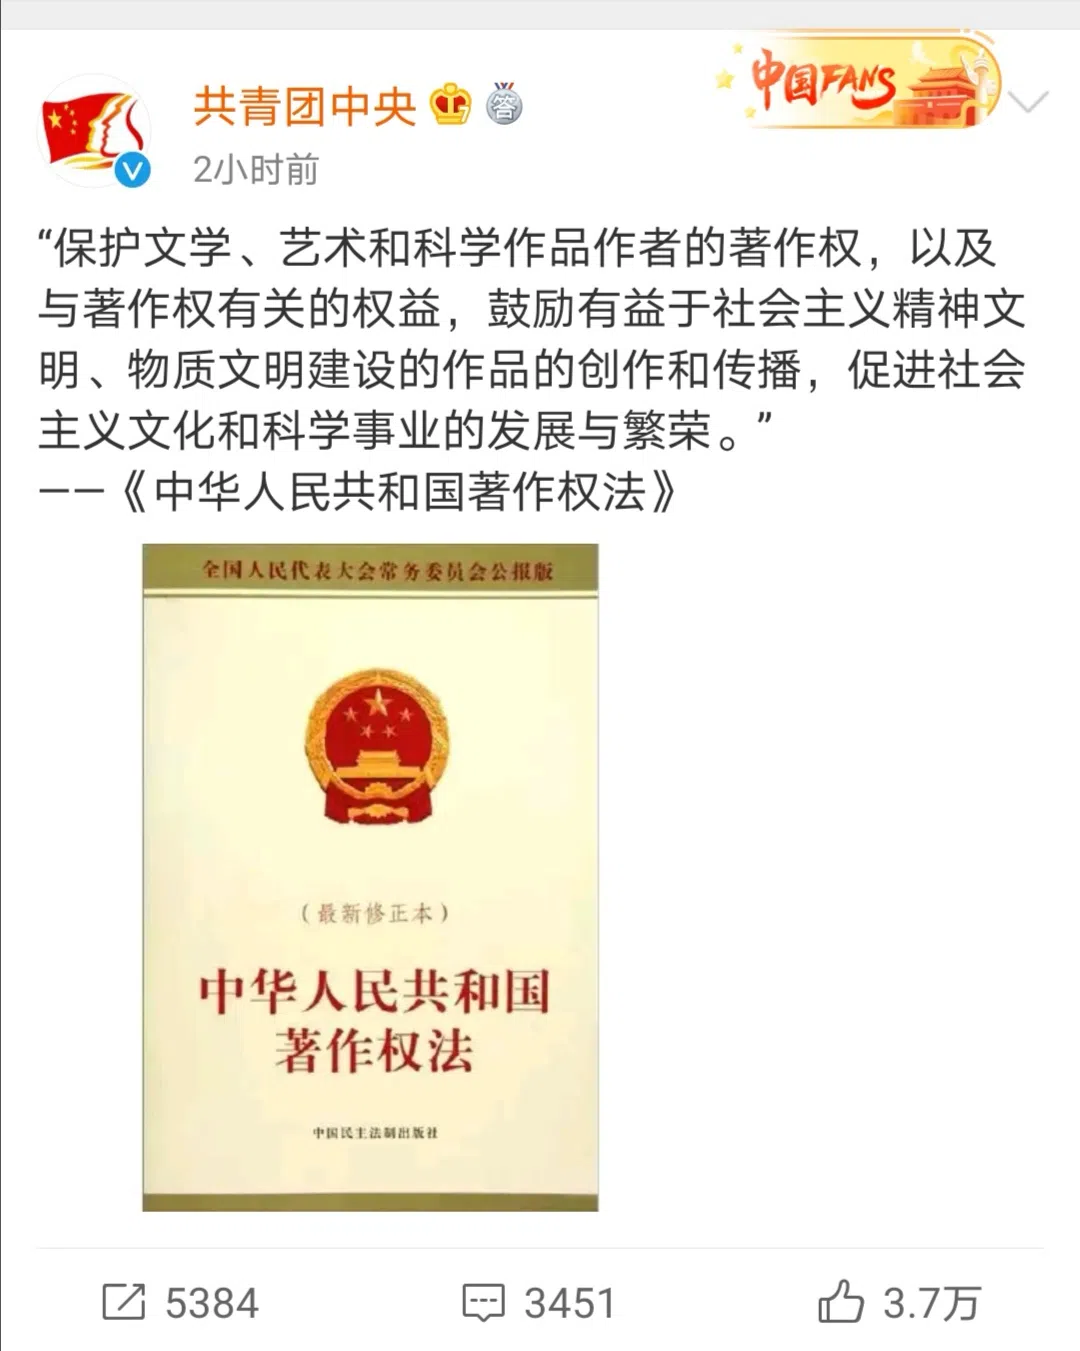 共青团中央
答
中国FANS
2小时前
“保护文学、艺术和科学作品作者的著作权，以及
与著作权有关的权益，鼓励有益于社会主义精神文
明、物质文明建设的作品的创作和传播，促进社会
主义文化和科学事业的发展与繁荣。”
——《中华人民共和国著作权法》
全国人民代表大会常务委员会公报版
（最新修正本）
中华人民共和国
著作权法
中国民主法制出版社
5384
3451
3.7万